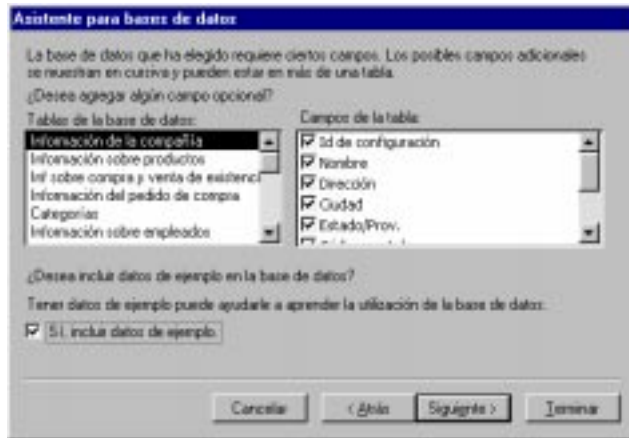 Asistente para bases de datos
La base de datos que ha elegido requiere ciertos campos. Los posibles campos adicionales
se muestran en cursiva y pueden estar en más de una tabla.
¿Desea agregar algún campo opcional?
Tablas de la base de datos:
Información de la compañía
Información sobre productos
Inf sobre compra y venta de existenci
Información del pedido de compra
Categorías
Información sobre empleados
Campos de la tabla:
Id de configuración
Nombre
Dirección
Ciudad
Estado/Prov.
¿Desea incluir datos de ejemplo en la base de datos?
Tener datos de ejemplo puede ayudarle a aprender la utilización de la base de datos:
Sí, incluir datos de ejemplo.
Cancelar
< Atrás
Siguiente >
Terminar